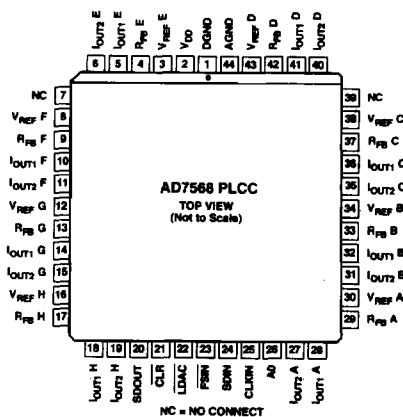 IOUT2 E
IOUT1 E
RFB E
VREF E
VDD
DGND
AGND
VREF D
RFB D
IOUT1 D
IOUT2 D
6 5 4 3 2 1 44 43 42 41 40
NC 7
VREF F 8
RFB F 9
IOUT1 F 10
IOUT2 F 11
VREF G 12
RFB G 13
IOUT1 G 14
IOUT2 G 15
VREF H 16
RFB H 17
AD7568 PLCC
TOP VIEW
(Not to Scale)
39 NC
38 VREF C
37 RFB C
36 IOUT1 C
35 IOUT2 C
34 VREF B
33 RFB B
32 IOUT1 B
31 IOUT2 B
30 VREF A
29 RFB A
18 19 20 21 22 23 24 25 26 27 28
IOUT1 H
IOUT2 H
SDOUT
CLR
LDAC
FSIN
SDIN
CLKIN
A0
IOUT2 A
IOUT1 A
NC = NO CONNECT